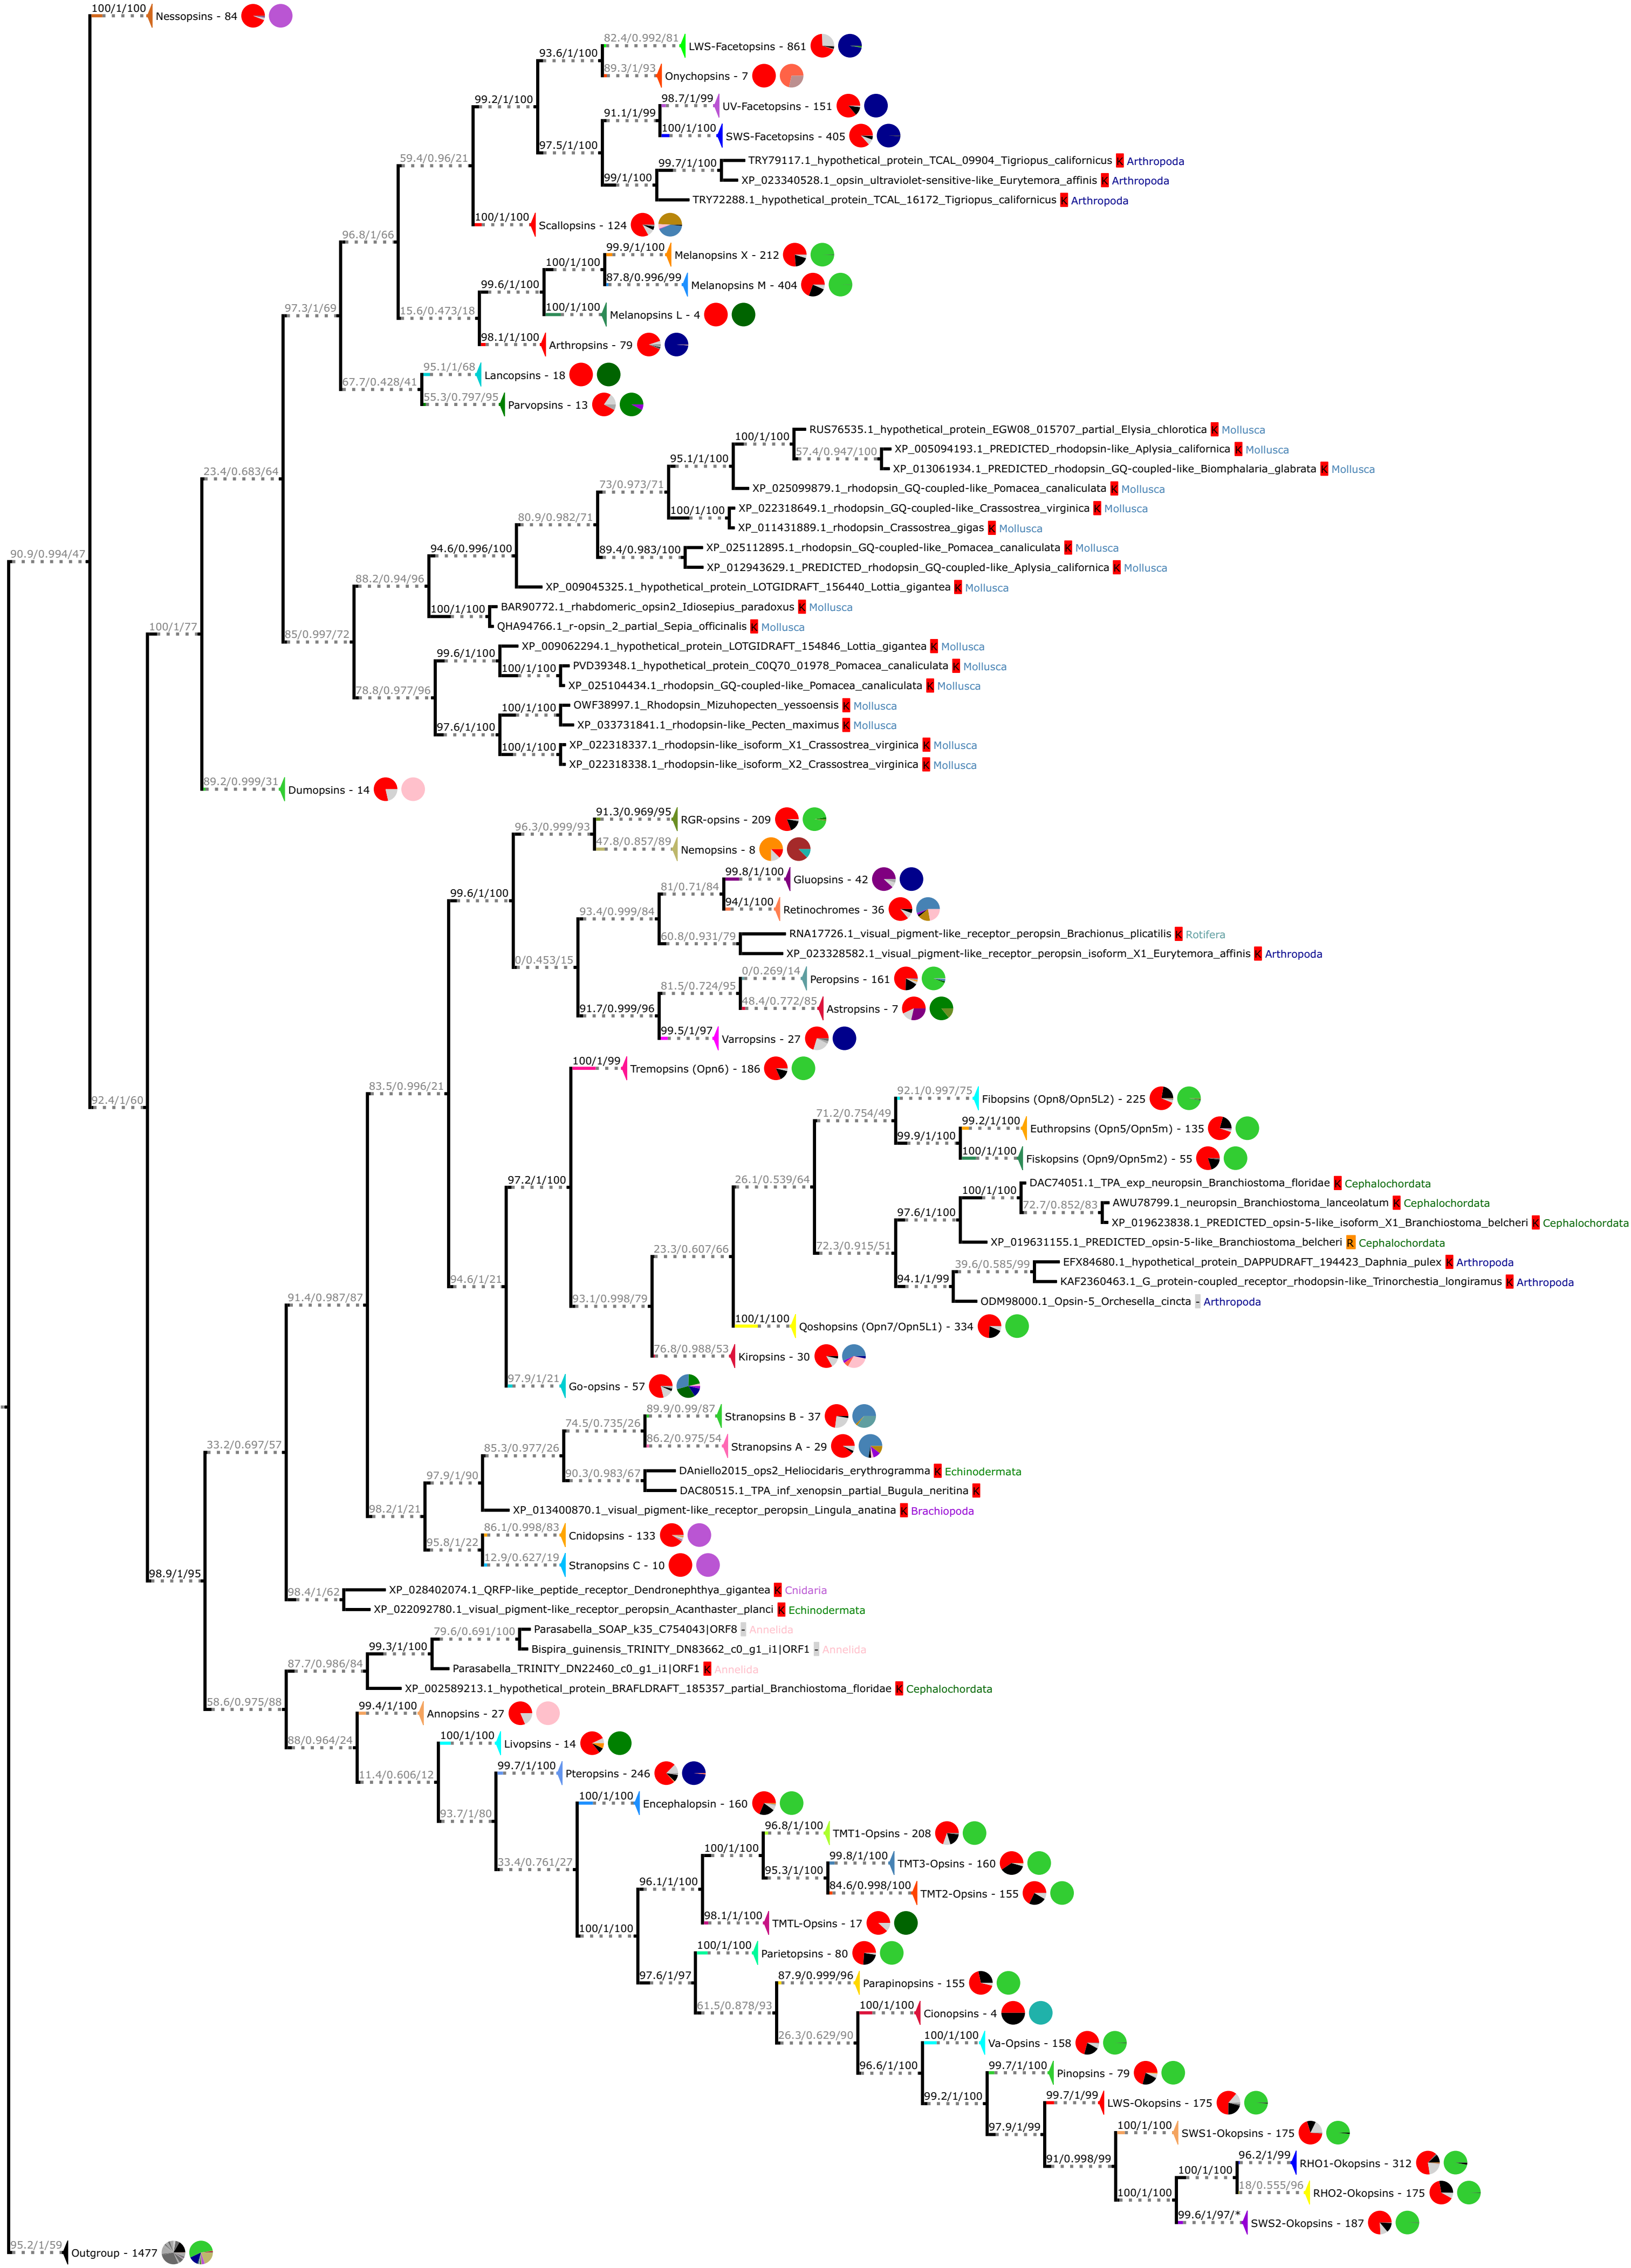 100/1/100
Nessopsins - 84
82.4/0.992/81
LWS-Facetopsins - 861
93.6/1/100
89.3/1/93
Onychopsins - 7
99.2/1/100
98.7/1/99
UV-Facetopsins - 151
91.1/1/99
100/1/100
SWS-Facetopsins - 405
97.5/1/100
99.7/1/100
TRY79117.1_hypothetical_protein_TCAL_09904_Tigriopus_californicus K Arthropoda
59.4/0.96/21
99/1/100
XP_023340528.1_opsin_ultraviolet-sensitive-like_Eurytemora_affinis K Arthropoda
TRY72288.1_hypothetical_protein_TCAL_16172_Tigriopus_californicus K Arthropoda
100/1/100
Scallopsins - 124
96.8/1/66
99.9/1/100
Melanopsins X - 212
100/1/100
87.8/0.996/99
Melanopsins M - 404
99.6/1/100
97.3/1/69
15.6/0.473/18
100/1/100
Melanopsins L - 4
98.1/1/100
Arthropsins - 79
95.1/1/68
Lancopsins - 18
67.7/0.428/41
55.3/0.797/95
Parvopsins - 13
RUS76535.1_hypothetical_protein_EGW08_015707_partial_Elysia_chlorotica K Mollusca
100/1/100
57.4/0.947/100
XP_005094193.1_PREDICTED_rhodopsin-like_Aplysia_californica K Mollusca
95.1/1/100
XP_013061934.1_PREDICTED_rhodopsin_GQ-coupled-like_Biomphalaria_glabrata K Mollusca
23.4/0.683/64
73/0.973/71
XP_025099879.1_rhodopsin_GQ-coupled-like_Pomacea_canaliculata K Mollusca
100/1/100
XP_022318649.1_rhodopsin_GQ-coupled-like_Crassostrea_virginica K Mollusca
80.9/0.982/71
XP_011431889.1_rhodopsin_Crassostrea_gigas K Mollusca
94.6/0.996/100
89.4/0.983/100
XP_025112895.1_rhodopsin_GQ-coupled-like_Pomacea_canaliculata K Mollusca
90.9/0.994/47
XP_012943629.1_PREDICTED_rhodopsin_GQ-coupled-like_Aplysia_californica K Mollusca
88.2/0.94/96
XP_009045325.1_hypothetical_protein_LOTGIDRAFT_156440_Lottia_gigantea K Mollusca
100/1/100
BAR90772.1_rhabdomeric_opsin2_Idiosepius_paradoxus K Mollusca
100/1/77
85/0.997/72
QHA94766.1_r-opsin_2_partial_Sepia_officinalis K Mollusca
99.6/1/100
XP_009062294.1_hypothetical_protein_LOTGIDRAFT_154846_Lottia_gigantea K Mollusca
100/1/100
PVD39348.1_hypothetical_protein_C0Q70_01978_Pomacea_canaliculata K Mollusca
78.8/0.977/96
XP_025104434.1_rhodopsin_GQ-coupled-like_Pomacea_canaliculata K Mollusca
100/1/100
OWF38997.1_Rhodopsin_Mizuhopecten_yessoensis K Mollusca
97.6/1/100
XP_033731841.1_rhodopsin-like_Pecten_maximus K Mollusca
100/1/100
XP_022318337.1_rhodopsin-like_isoform_X1_Crassostrea_virginica K Mollusca
XP_022318338.1_rhodopsin-like_isoform_X2_Crassostrea_virginica K Mollusca
89.2/0.999/31
Dumopsins - 14
91.3/0.969/95
RGR-opsins - 209
96.3/0.999/93
47.8/0.857/89
Nemopsins - 8
99.8/1/100
Gluopsins - 42
99.6/1/100
81/0.71/84
94/1/100
Retinochromes - 36
93.4/0.999/84
60.8/0.931/79
RNA17726.1_visual_pigment-like_receptor_peropsin_Brachionus_plicatilis K Rotifera
XP_023328582.1_visual_pigment-like_receptor_peropsin_isoform_X1_Eurytemora_affinis K Arthropoda
0/0.453/15
0/0.269/14
Peropsins - 161
81.5/0.724/95
48.4/0.772/85
Astropsins - 7
91.7/0.999/96
99.5/1/97
Varropsins - 27
100/1/99
Tremopsins (Opn6) - 186
83.5/0.996/21
92.4/1/60
92.1/0.997/75
Fibopsins (Opn8/Opn5L2) - 225
71.2/0.754/49
99.2/1/100
Euthropsins (Opn5/Opn5m) - 135
99.9/1/100
100/1/100
Fiskopsins (Opn9/Opn5m2) - 55
97.2/1/100
26.1/0.539/64
DAC74051.1_TPA_exp_neuropsin_Branchiostoma_floridae K Cephalochordata
100/1/100
72.7/0.852/83
AWU78799.1_neuropsin_Branchiostoma_lanceolatum K Cephalochordata
97.6/1/100
XP_019623838.1_PREDICTED_opsin-5-like_isoform_X1_Branchiostoma_belcheri K Cephalochordata
23.3/0.607/66
72.3/0.915/51
XP_019631155.1_PREDICTED_opsin-5-like_Branchiostoma_belcheri R Cephalochordata
39.6/0.585/99
EFX84680.1_hypothetical_protein_DAPPUDRAFT_194423_Daphnia_pulex K Arthropoda
94.6/1/21
94.1/1/99
KAF2360463.1_G_protein-coupled_receptor_rhodopsin-like_Trinorchestia_longiramus K Arthropoda
91.4/0.987/87
93.1/0.998/79
ODM98000.1_Opsin-5_Orchesella_cincta - Arthropoda
100/1/100
Qoshopsins (Opn7/Opn5L1) - 334
76.8/0.988/53
Kiropsins - 30
97.9/1/21
Go-opsins - 57
89.9/0.99/87
Stranopsins B - 37
74.5/0.735/26
86.2/0.975/54
Stranopsins A - 29
33.2/0.697/57
85.3/0.977/26
90.3/0.983/67
DAniello2015_ops2_Heliocidaris_erythrogramma K Echinodermata
97.9/1/90
DAC80515.1_TPA_inf_xenopsin_partial_Bugula_neritina K
98.2/1/21
XP_013400870.1_visual_pigment-like_receptor_peropsin_Lingula_anatina K Brachiopoda
86.1/0.998/83
Cnidopsins - 133
95.8/1/22
12.9/0.627/19
Stranopsins C - 10
98.9/1/95
98.4/1/62
XP_028402074.1_QRFP-like_peptide_receptor_Dendronephthya_gigantea K Cnidaria
XP_022092780.1_visual_pigment-like_receptor_peropsin_Acanthaster_planci K Echinodermata
79.6/0.691/100
Parasabella_SOAP_k35_C754043|ORF8 - Annelida
99.3/1/100
Bispira_guinensis_TRINITY_DN83662_c0_g1_i1|ORF1 - Annelida
87.7/0.986/84
Parasabella_TRINITY_DN22460_c0_g1_i1|ORF1 K Annelida
XP_002589213.1_hypothetical_protein_BRAFLDRAFT_185357_partial_Branchiostoma_floridae K Cephalochordata
58.6/0.975/88
99.4/1/100
Annopsins - 27
88/0.964/24
100/1/100
Livopsins - 14
11.4/0.606/12
99.7/1/100
Pteropsins - 246
93.7/1/80
100/1/100
Encephalopsin - 160
33.4/0.761/27
96.8/1/100
TMT1-Opsins - 208
100/1/100
99.8/1/100
TMT3-Opsins - 160
95.3/1/100
96.1/1/100
84.6/0.998/100
TMT2-Opsins - 155
98.1/1/100
TMTL-Opsins - 17
100/1/100
100/1/100
Parietopsins - 80
97.6/1/97
87.9/0.999/96
Parapinopsins - 155
61.5/0.878/93
100/1/100
Cionopsins - 4
26.3/0.629/90
100/1/100
Va-Opsins - 158
96.6/1/100
99.7/1/100
Pinopsins - 79
99.2/1/100
99.7/1/99
LWS-Okopsins - 175
97.9/1/99
100/1/100
SWS1-Okopsins - 175
91/0.998/99
96.2/1/99
RHO1-Okopsins - 312
100/1/100
18/0.555/96
RHO2-Okopsins - 175
100/1/100
99.6/1/97/*
SWS2-Okopsins - 187
95.2/1/59
Outgroup - 1477